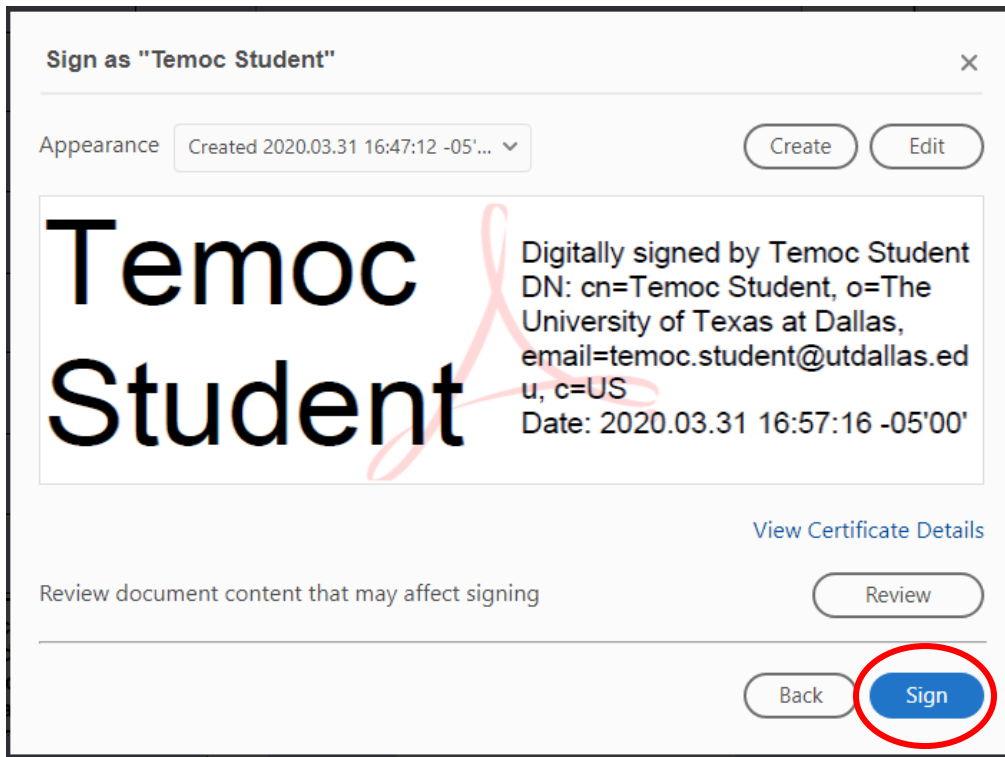 Sign as "Temoc Student"
Appearance
Created 2020.03.31 16:47:12 -05'...
Create
Edit
Temoc
Student
Digitally signed by Temoc Student
DN: cn=Temoc Student, o=The
University of Texas at Dallas,
email=temoc.student@utdallas.ed
u, c=US
Date: 2020.03.31 16:57:16 -05'00'
View Certificate Details
Review document content that may affect signing
Review
Back
Sign